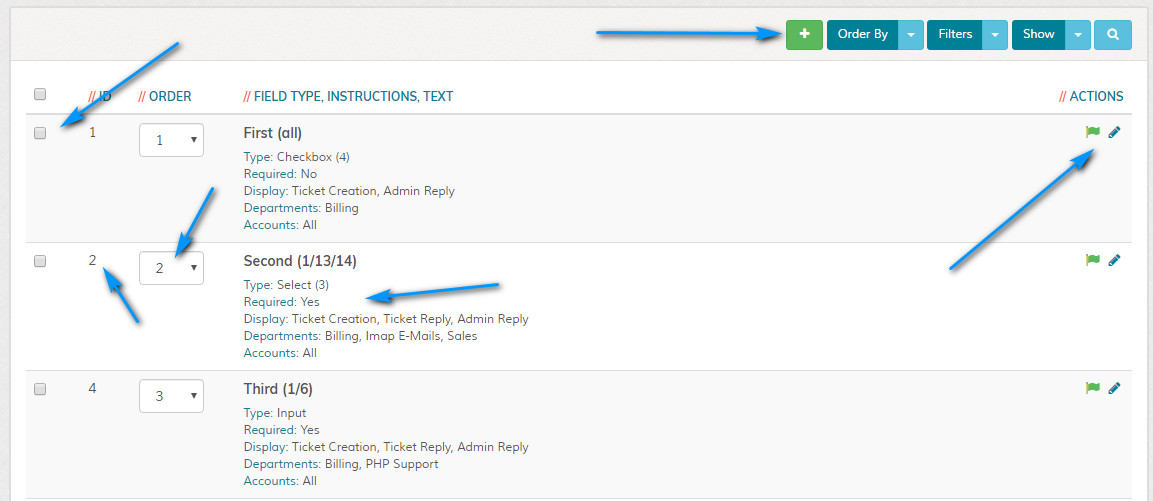 + Order By Filters Show
// ID // ORDER // FIELD TYPE, INSTRUCTIONS, TEXT // ACTIONS
1 1 First (all)
Type: Checkbox (4)
Required: No
Display: Ticket Creation, Admin Reply
Departments: Billing
Accounts: All
2 2 Second (1/13/14)
Type: Select (3)
Required: Yes
Display: Ticket Creation, Ticket Reply, Admin Reply
Departments: Billing, Imap E-Mails, Sales
Accounts: All
4 3 Third (1/6)
Type: Input
Required: Yes
Display: Ticket Creation, Ticket Reply, Admin Reply
Departments: Billing, PHP Support
Accounts: All